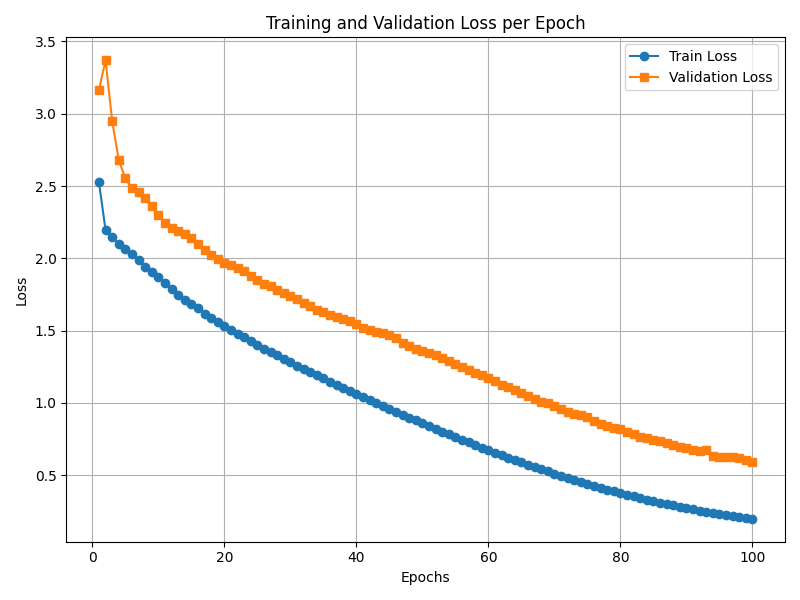 Training and Validation Loss per Epoch
3.5
3.0
2.5
2.0
1.5
1.0
0.5
Loss
Train Loss
Validation Loss
0
20
40
60
80
100
Epochs